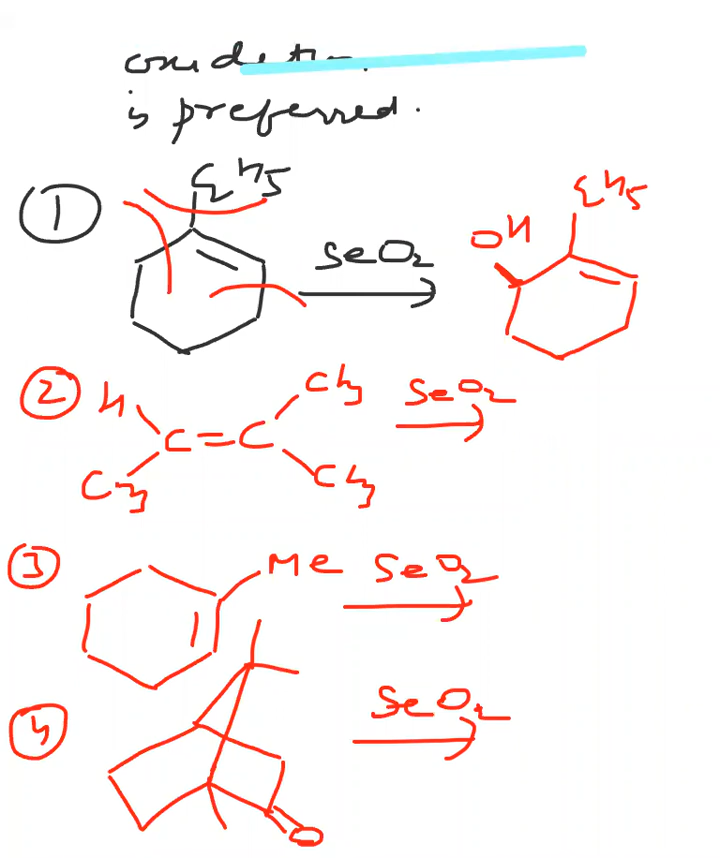 is preferred.
① C2H5
SeO2
OH C2H5
② H CH3 SeO2
C=C
CH3 CH3
③ Me SeO2
④ SeO2
O